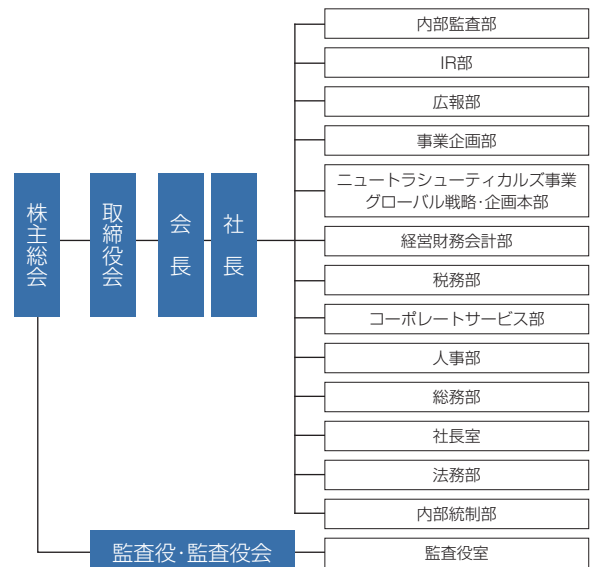 株主総会
取締役会
会長
社長
内部監査部
IR部
広報部
事業企画部
ニュートラシューティカルズ事業
グローバル戦略・企画本部
経営財務会計部
税務部
コーポレートサービス部
人事部
総務部
社長室
法務部
内部統制部
監査役・監査役会
監査役室